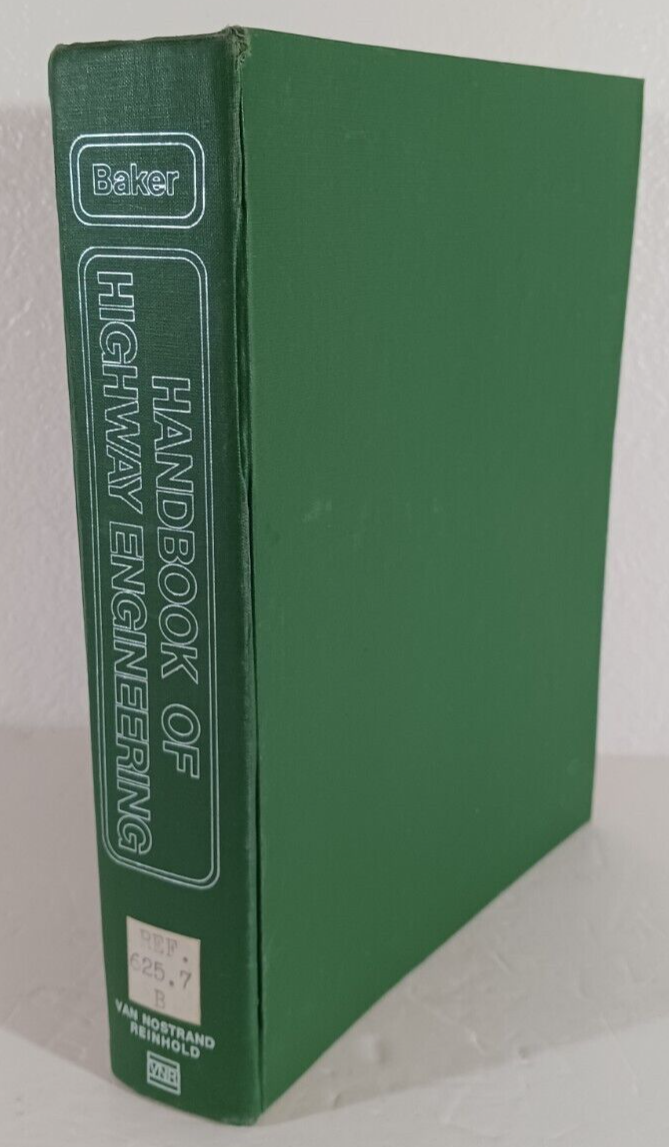 Baker
HANDBOOK OF
HIGHWAY ENGINEERING
REF.
625.7
B
VAN NOSTRAND
REINHOLD
VNR